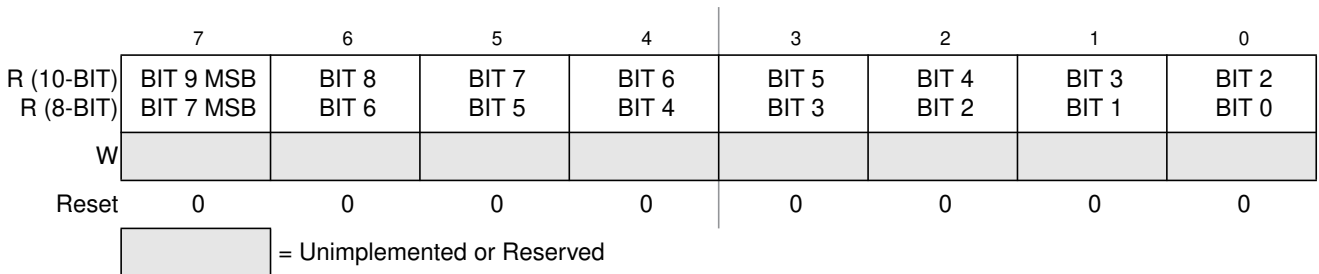 7 6 5 4 3 2 1 0
R (10-BIT) BIT 9 MSB BIT 8 BIT 7 BIT 6 BIT 5 BIT 4 BIT 3 BIT 2
R (8-BIT) BIT 7 MSB BIT 6 BIT 5 BIT 4 BIT 3 BIT 2 BIT 1 BIT 0
W
Reset 0 0 0 0 0 0 0 0
= Unimplemented or Reserved